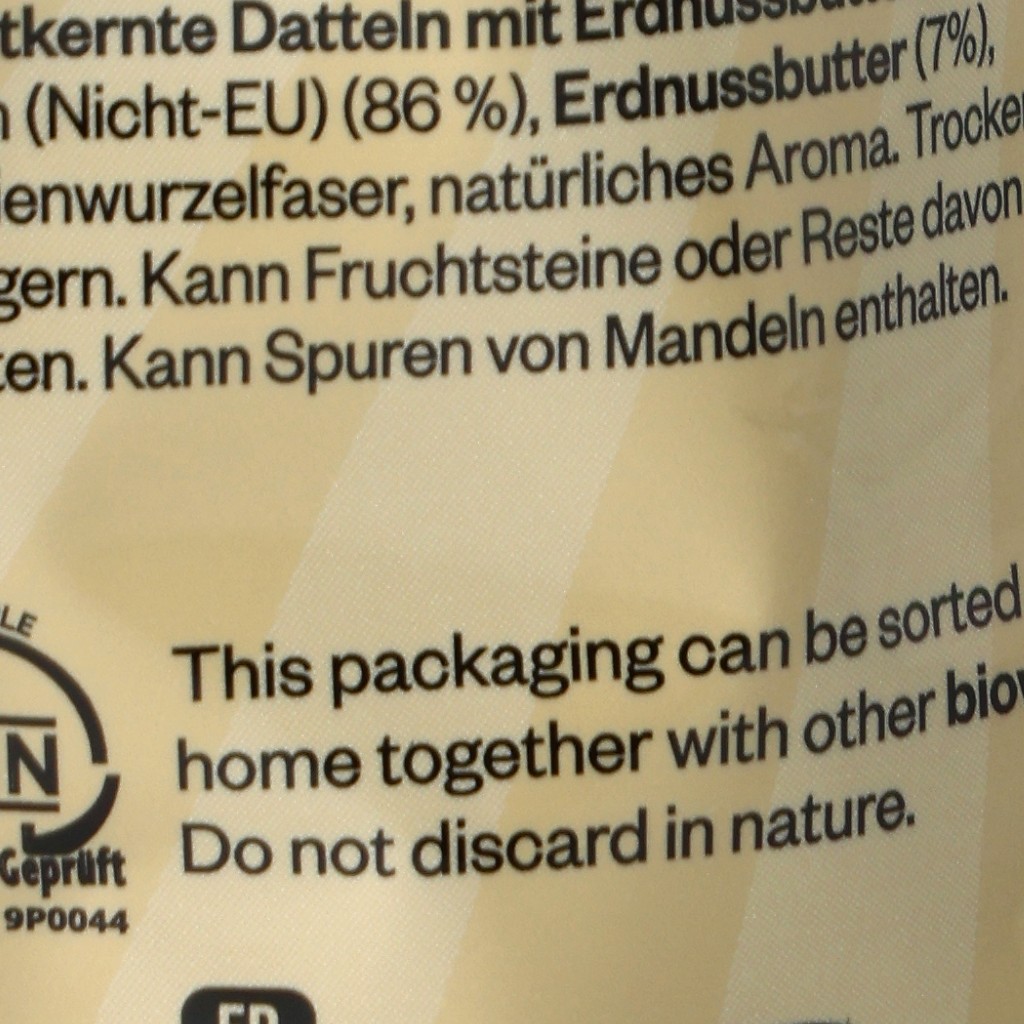 tkernte Datteln mit Erdnussbut
n (Nicht-EU) (86 %), Erdnussbutter (7%),
ienwurzelfaser, natürliches Aroma. Trocke
gern. Kann Fruchtsteine oder Reste davon
ten. Kann Spuren von Mandeln enthalten.
LE
This packaging can be sorted
home together with other bio
Do not discard in nature.
N
Geprüft
9P0044